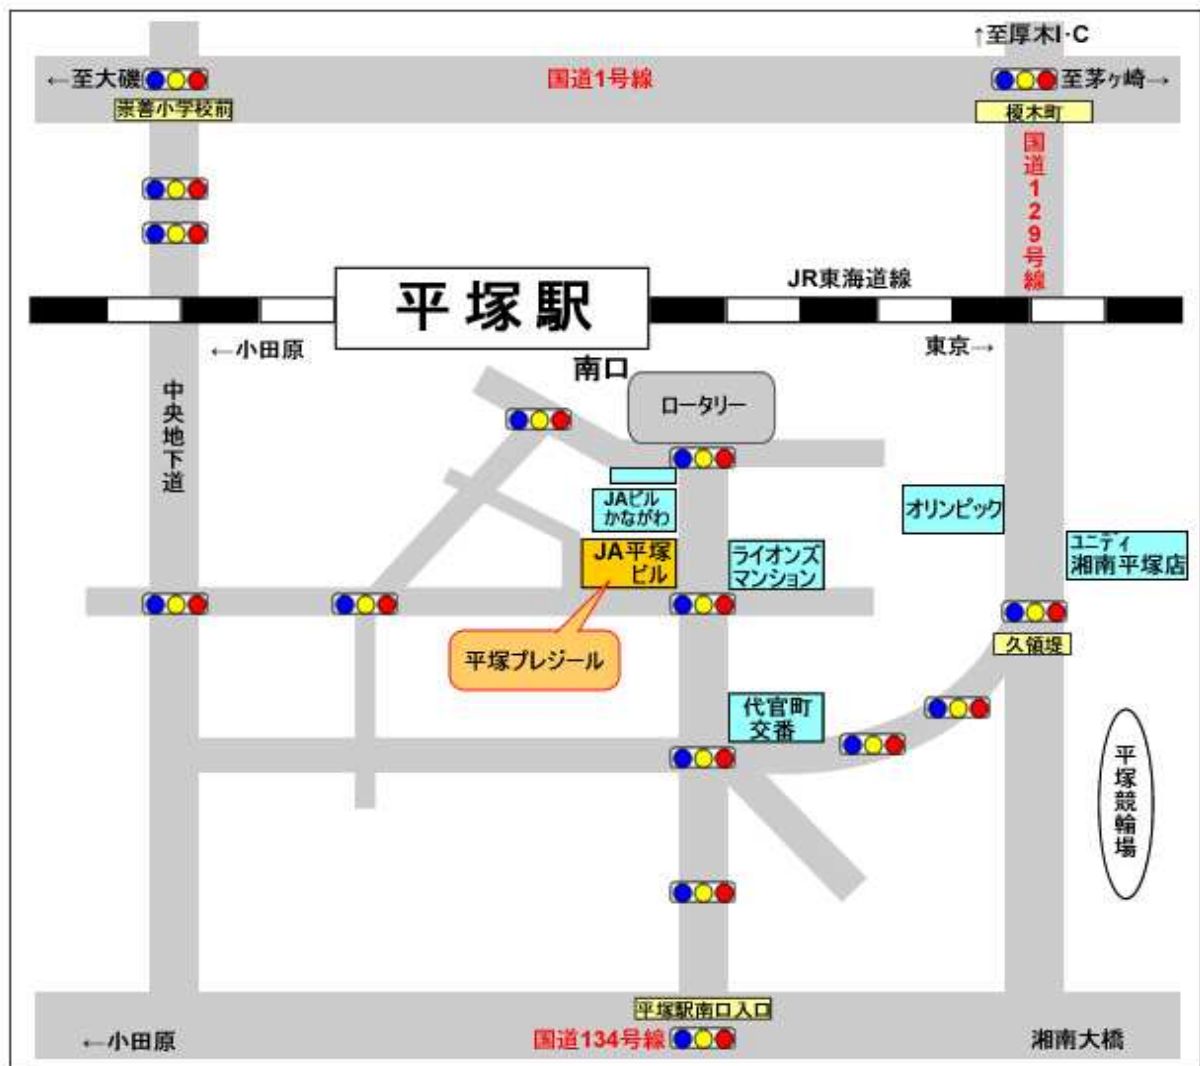 ↑至厚木I・C
←至大磯
国道1号線
至茅ヶ崎→
崇善小学校前
榎木町
国道129号線
JR東海道線
平塚駅
←小田原
東京→
南口
中央地下道
ロータリー
JAビル
かながわ
オリンピック
JA平塚
ビル
ライオンズ
マンション
ユニディ
湘南平塚店
平塚プレジール
久領堤
代官町
交番
平塚競輪場
平塚駅南口入口
←小田原
国道134号線
湘南大橋